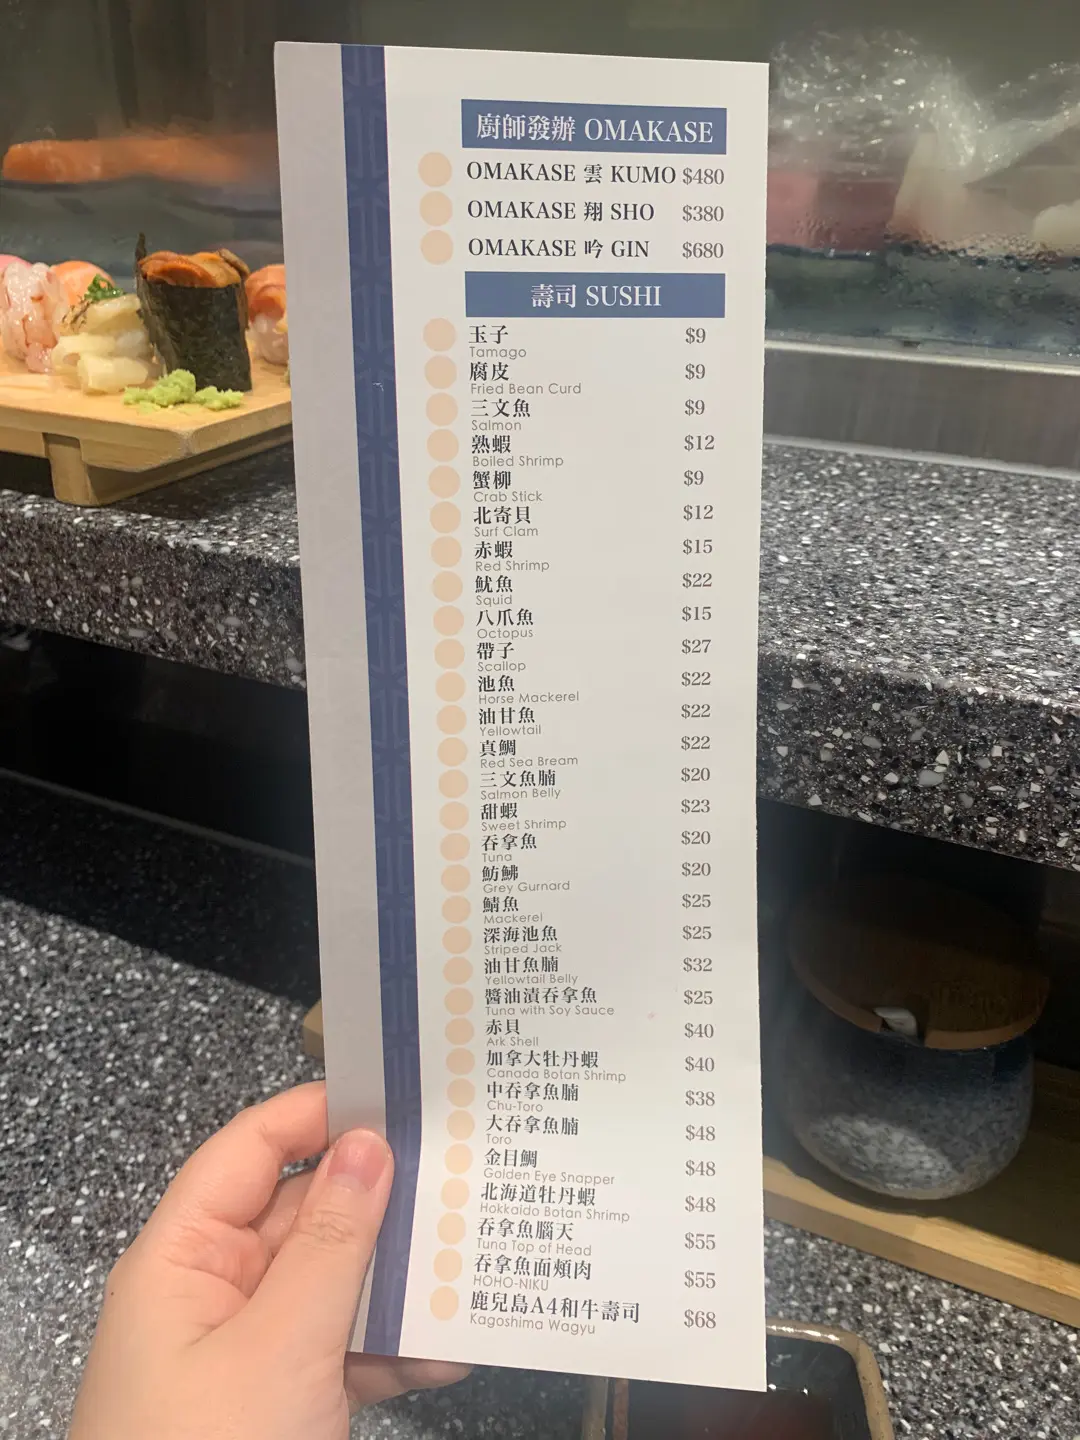 廚師發辦 OMAKASE
OMAKASE 雲 KUMO $480
OMAKASE 翔 SHO $380
OMAKASE 吟 GIN $680
壽司 SUSHI
玉子 $9
Tamago
腐皮 $9
Fried Bean Curd
三文魚 $9
Salmon
熟蝦 $12
Boiled Shrimp
蟹柳 $9
Crab Stick
北寄貝 $12
Surf Clam
赤蝦 $15
Red Shrimp
魷魚 $22
Squid
八爪魚 $15
Octopus
帶子 $27
Scallop
池魚 $22
Horse Mackerel
油甘魚 $22
Yellowtail
真鯛 $22
Red Sea Bream
三文魚腩 $20
Salmon Belly
甜蝦 $23
Sweet Shrimp
吞拿魚 $20
Tuna
魴鮄 $20
Grey Gurnard
鯖魚 $25
Mackerel
深海池魚 $25
Striped Jack
油甘魚腩 $32
Yellowtail Belly
醬油漬吞拿魚 $25
Tuna with Soy Sauce
赤貝 $40
Ark Shell
加拿大牡丹蝦 $40
Canada Botan Shrimp
中吞拿魚腩 $38
Chu-Toro
大吞拿魚腩 $48
Toro
金目鯛 $48
Golden Eye Snapper
北海道牡丹蝦 $48
Hokkaido Botan Shrimp
吞拿魚腦天 $55
Tuna Top of Head
吞拿魚面頰肉 $55
HOHO-NIKU
鹿兒島A4和牛壽司 $68
Kagoshima Wagyu